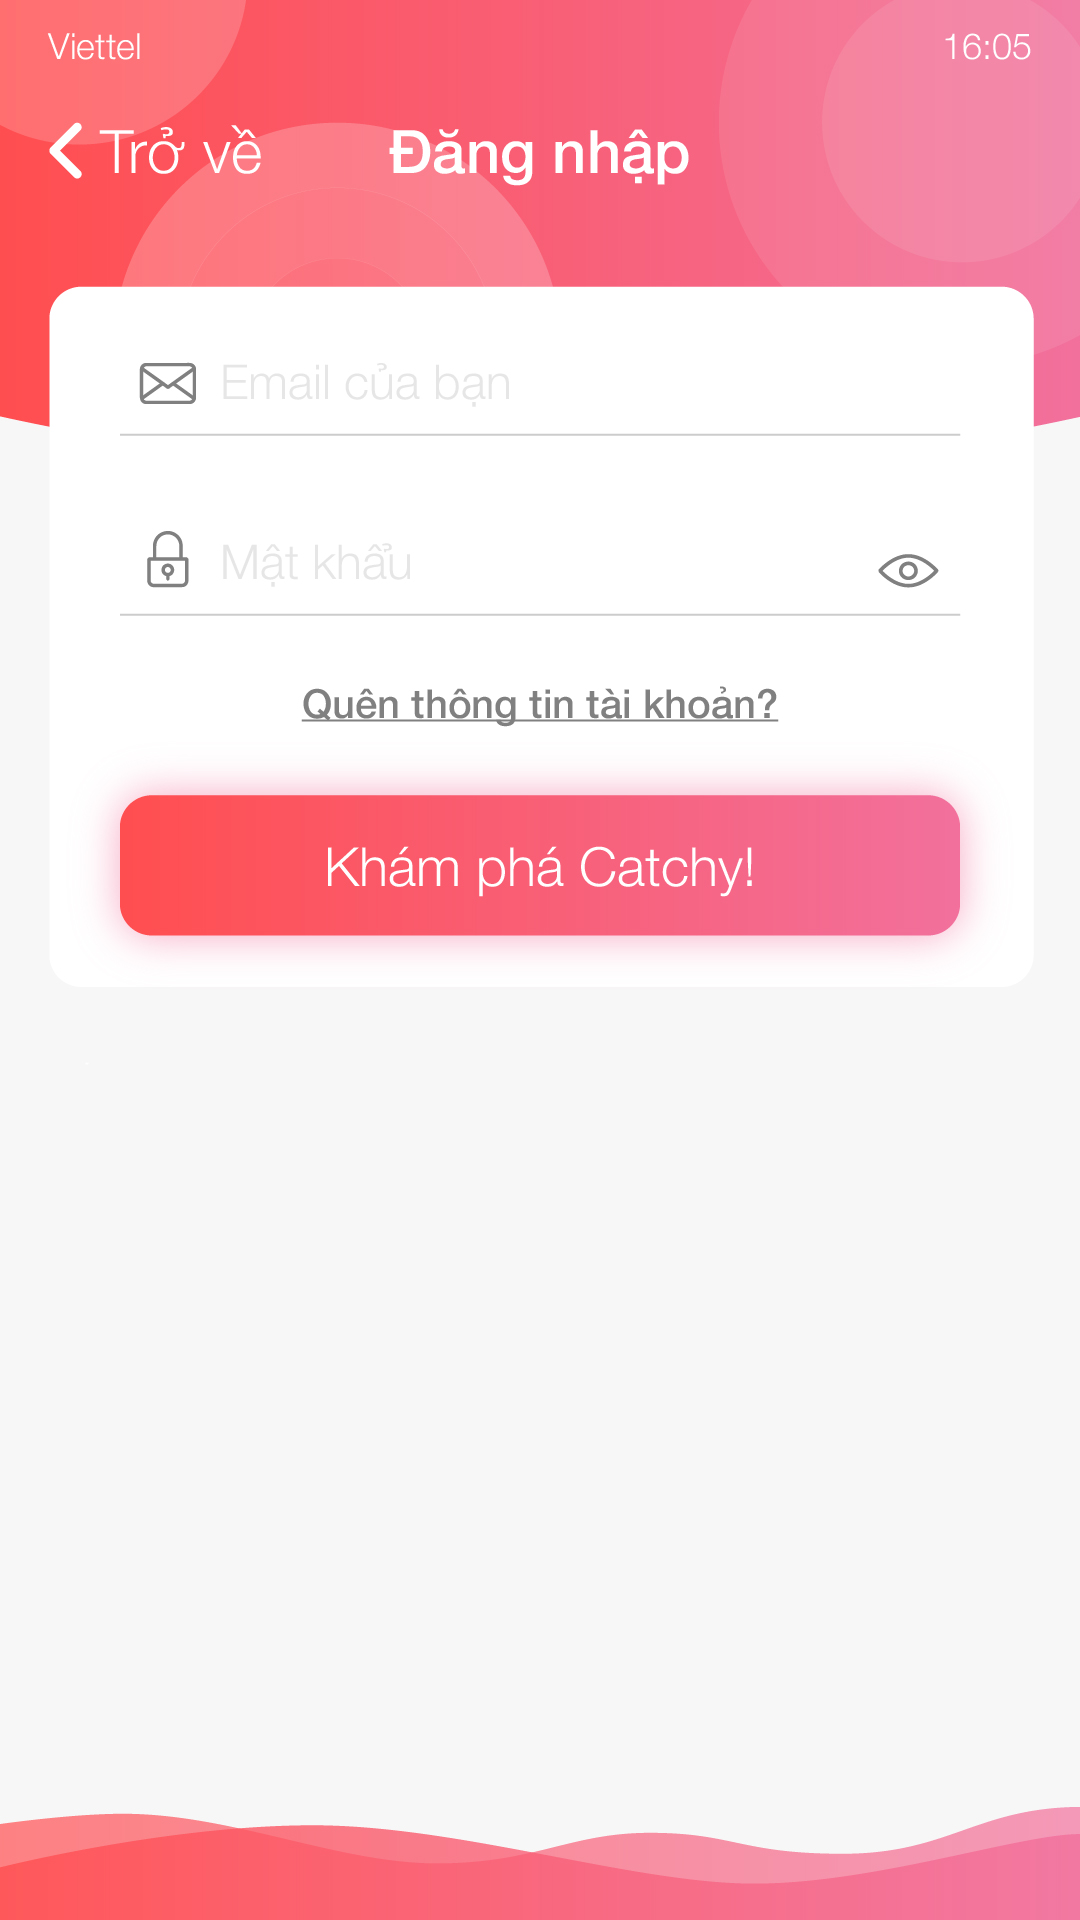 Viettel 16:05
Trở về Đăng nhập
Email của bạn
Mật khẩu
Quên thông tin tài khoản?
Khám phá Catchy!